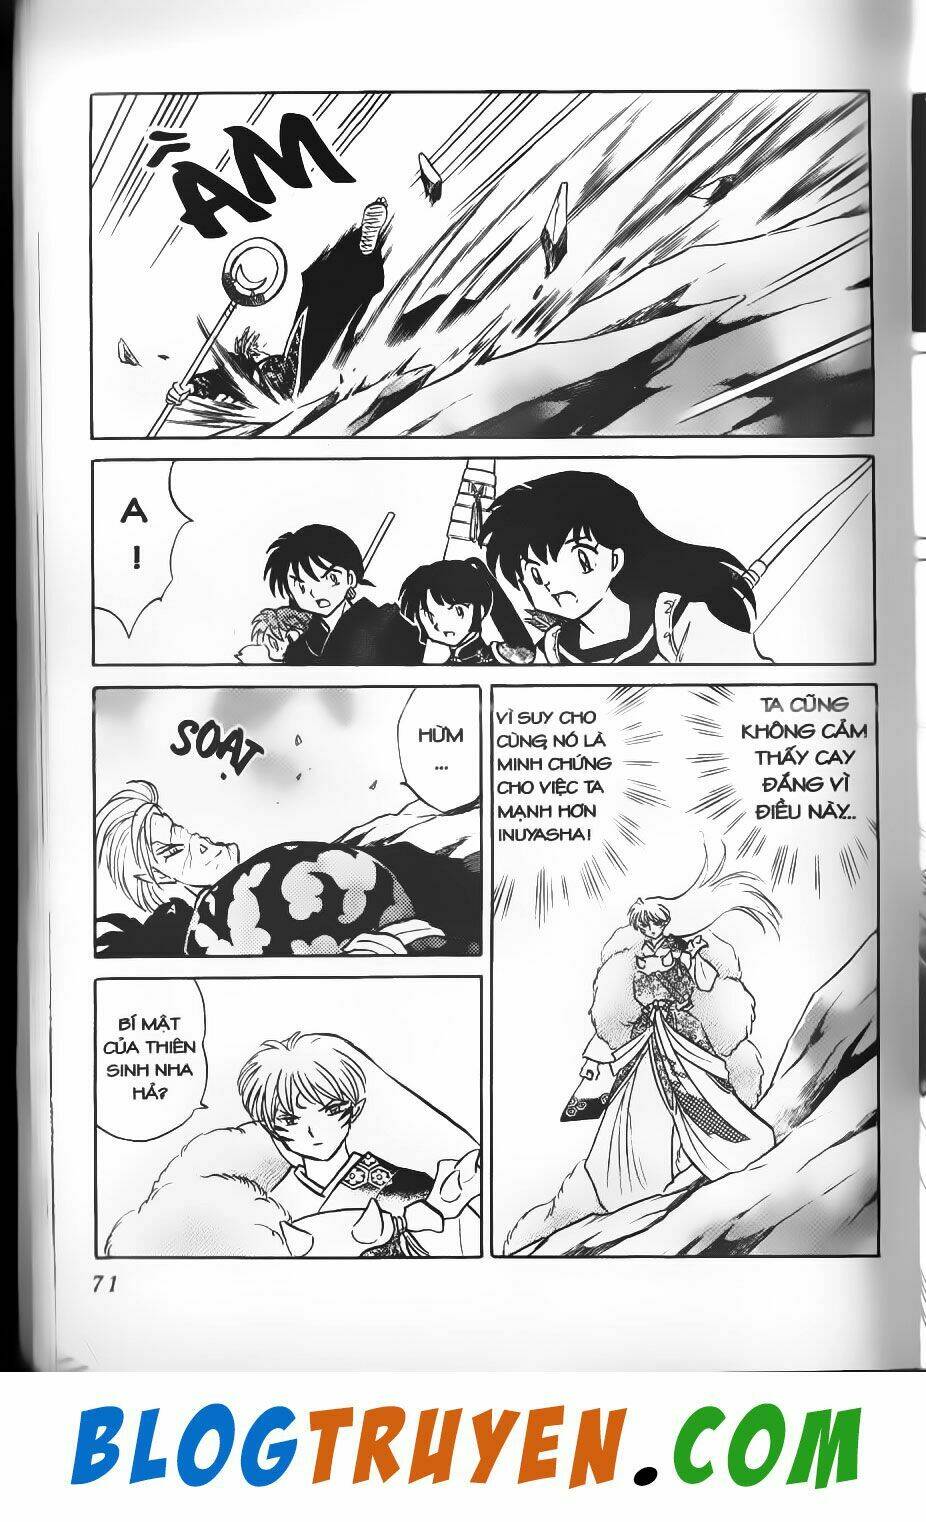 ẦM
A
!
TA CŨNG
KHÔNG CẢM
THẤY CAY
ĐẮNG VÌ
ĐIỀU NÀY...
VÌ SUY CHO
CÙNG, NÓ LÀ
MINH CHỨNG
CHO VIỆC TA
MẠNH HƠN
INUYASHA!
HỪM
...
SOẠT
BÍ MẬT
CỦA THIÊN
SINH NHA
HẢ?
71
BLOGTRUYEN.COM